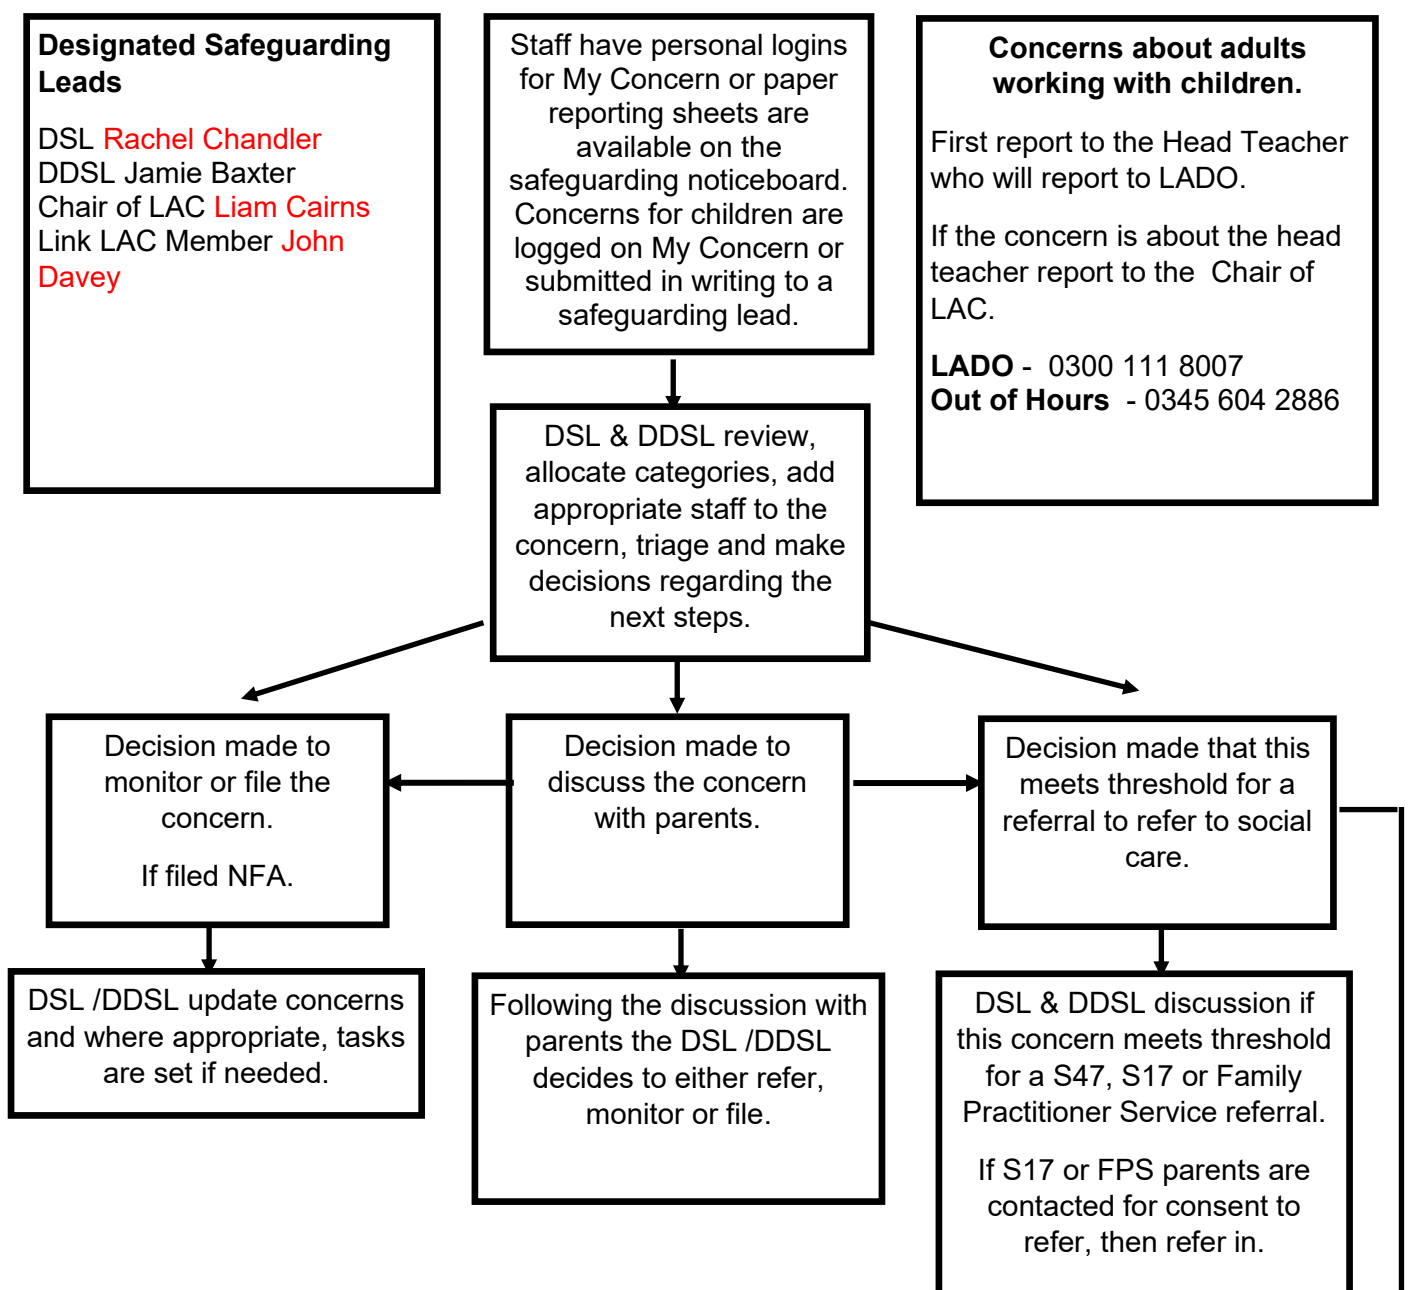 Designated Safeguarding
Leads
DSL Rachel Chandler
DDSL Jamie Baxter
Chair of LAC Liam Cairns
Link LAC Member John
Davey
Staff have personal logins
for My Concern or paper
reporting sheets are
available on the
safeguarding noticeboard.
Concerns for children are
logged on My Concern or
submitted in writing to a
safeguarding lead.
Concerns about adults
working with children.
First report to the Head Teacher
who will report to LADO.
If the concern is about the head
teacher report to the  Chair of
LAC.
LADO -  0300 111 8007
Out of Hours  - 0345 604 2886
DSL & DDSL review,
allocate categories, add
appropriate staff to the
concern, triage and make
decisions regarding the
next steps.
Decision made to
monitor or file the
concern.
If filed NFA.
Decision made to
discuss the concern
with parents.
Decision made that this
meets threshold for a
referral to refer to social
care.
DSL /DDSL update concerns
and where appropriate, tasks
are set if needed.
Following the discussion with
parents the DSL /DDSL
decides to either refer,
monitor or file.
DSL & DDSL discussion if
this concern meets threshold
for a S47, S17 or Family
Practitioner Service referral.
If S17 or FPS parents are
contacted for consent to
refer, then refer in.